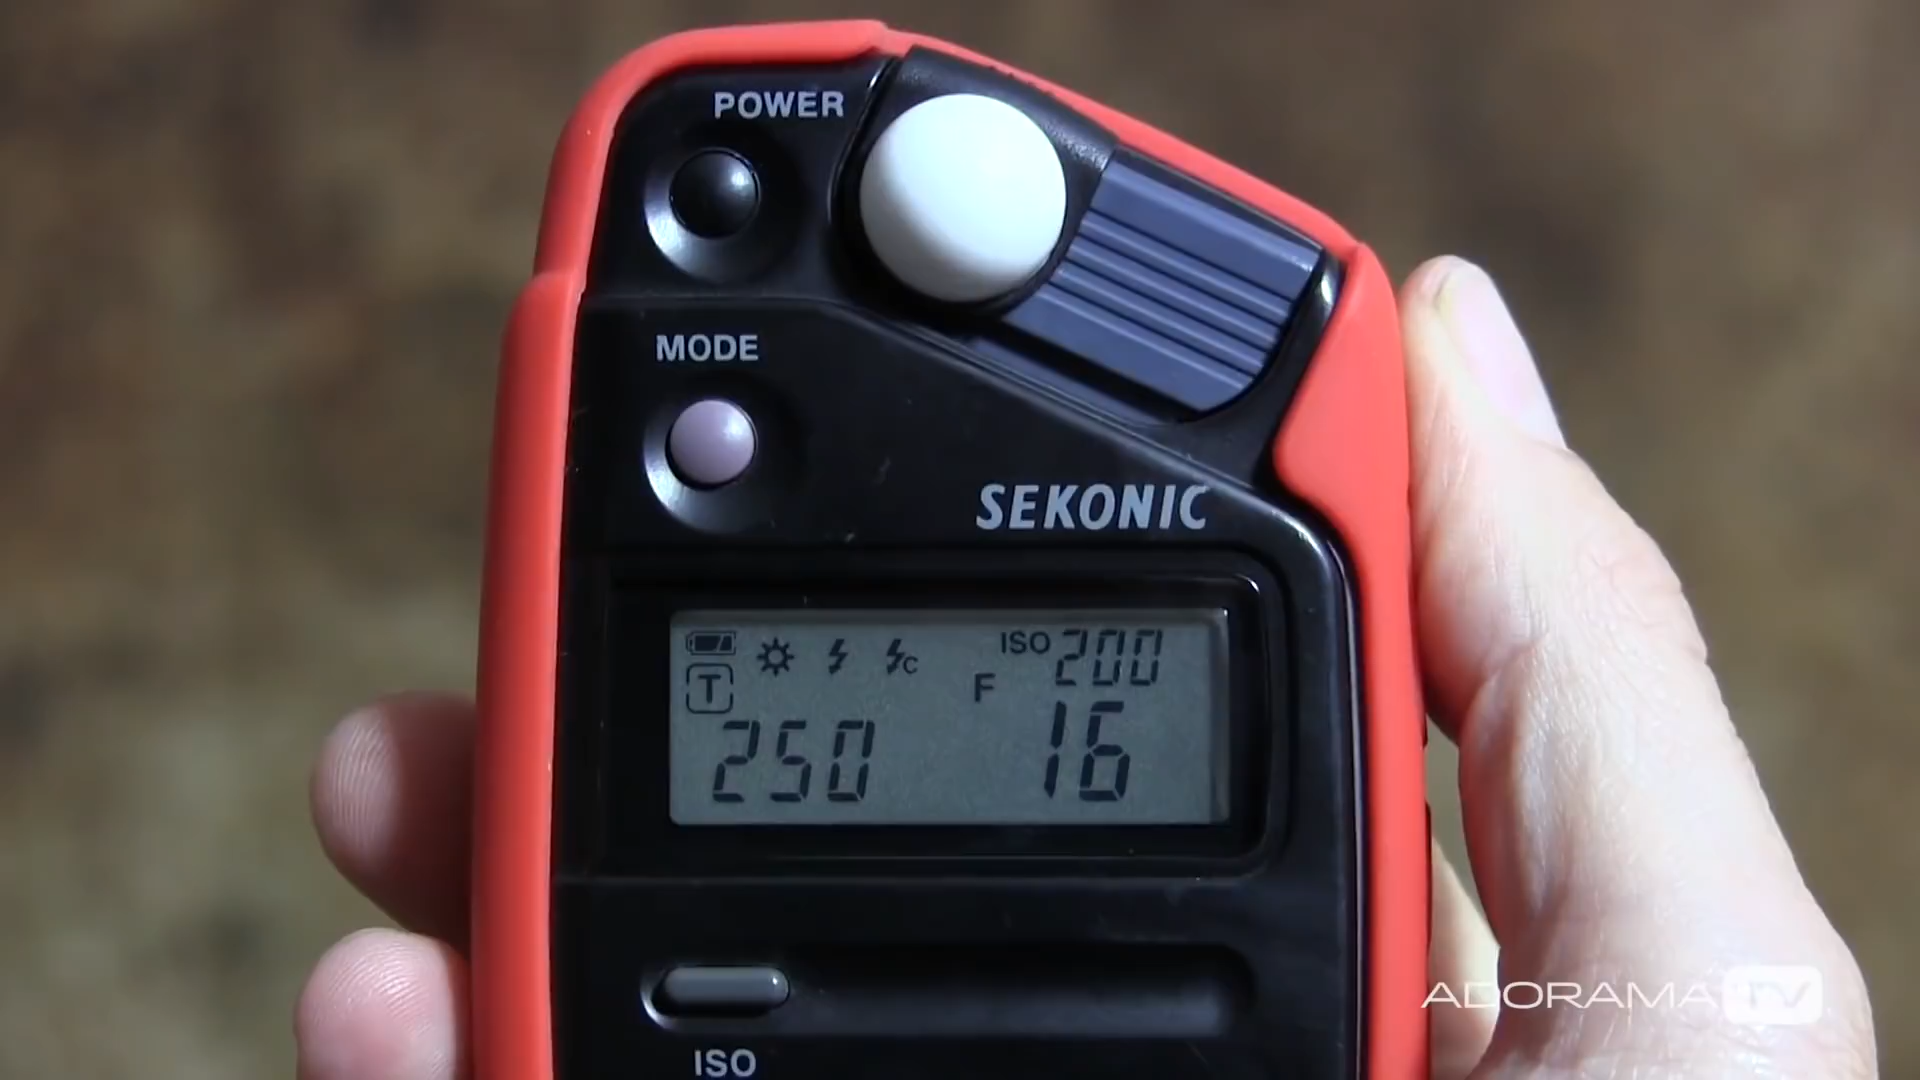 POWER
MODE
SEKONIC
ISO 200
T
C
F
250
16
ISO
ADORAMA TV